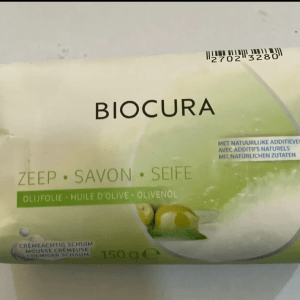 2702 3280
BIOCURA
MET NATUURLIJKE ADDITIEVEN
AVEC ADDITIFS NATURELS
MIT NATÜRLICHEN ZUTATEN
ZEEP • SAVON • SEIFE
OLIJFOLIE • HUILE D'OLIVE • OLIVENÖL
CRÈMEACHTIG SCHUIM
MOUSSE CRÉMEUSE
CREMIGER SCHAUM
150 g e